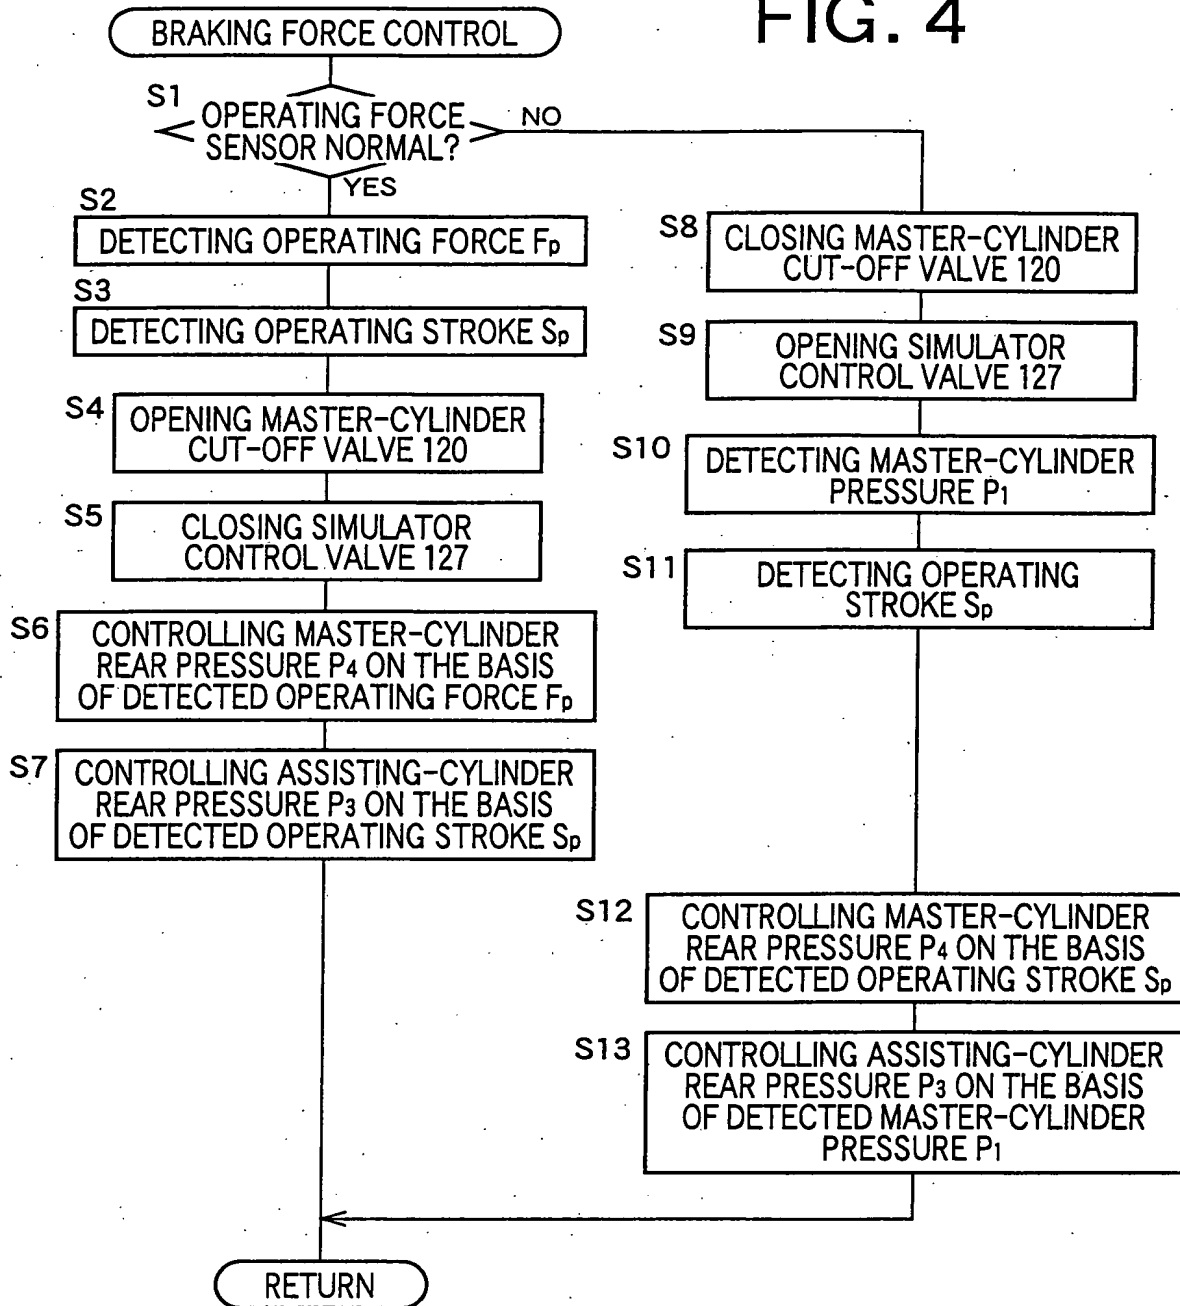 FIG. 4
BRAKING FORCE CONTROL
S1
OPERATING FORCE
SENSOR NORMAL?
NO
YES
S2
DETECTING OPERATING FORCE Fp
S3
DETECTING OPERATING STROKE Sp
S4
OPENING MASTER-CYLINDER
CUT-OFF VALVE 120
S5
CLOSING SIMULATOR
CONTROL VALVE 127
S6
CONTROLLING MASTER-CYLINDER
REAR PRESSURE P4 ON THE BASIS
OF DETECTED OPERATING FORCE Fp
S7
CONTROLLING ASSISTING-CYLINDER
REAR PRESSURE P3 ON THE BASIS
OF DETECTED OPERATING STROKE Sp
S8
CLOSING MASTER-CYLINDER
CUT-OFF VALVE 120
S9
OPENING SIMULATOR
CONTROL VALVE 127
S10
DETECTING MASTER-CYLINDER
PRESSURE P1
S11
DETECTING OPERATING
STROKE Sp
S12
CONTROLLING MASTER-CYLINDER
REAR PRESSURE P4 ON THE BASIS
OF DETECTED OPERATING STROKE Sp
S13
CONTROLLING ASSISTING-CYLINDER
REAR PRESSURE P3 ON THE BASIS
OF DETECTED MASTER-CYLINDER
PRESSURE P1
RETURN